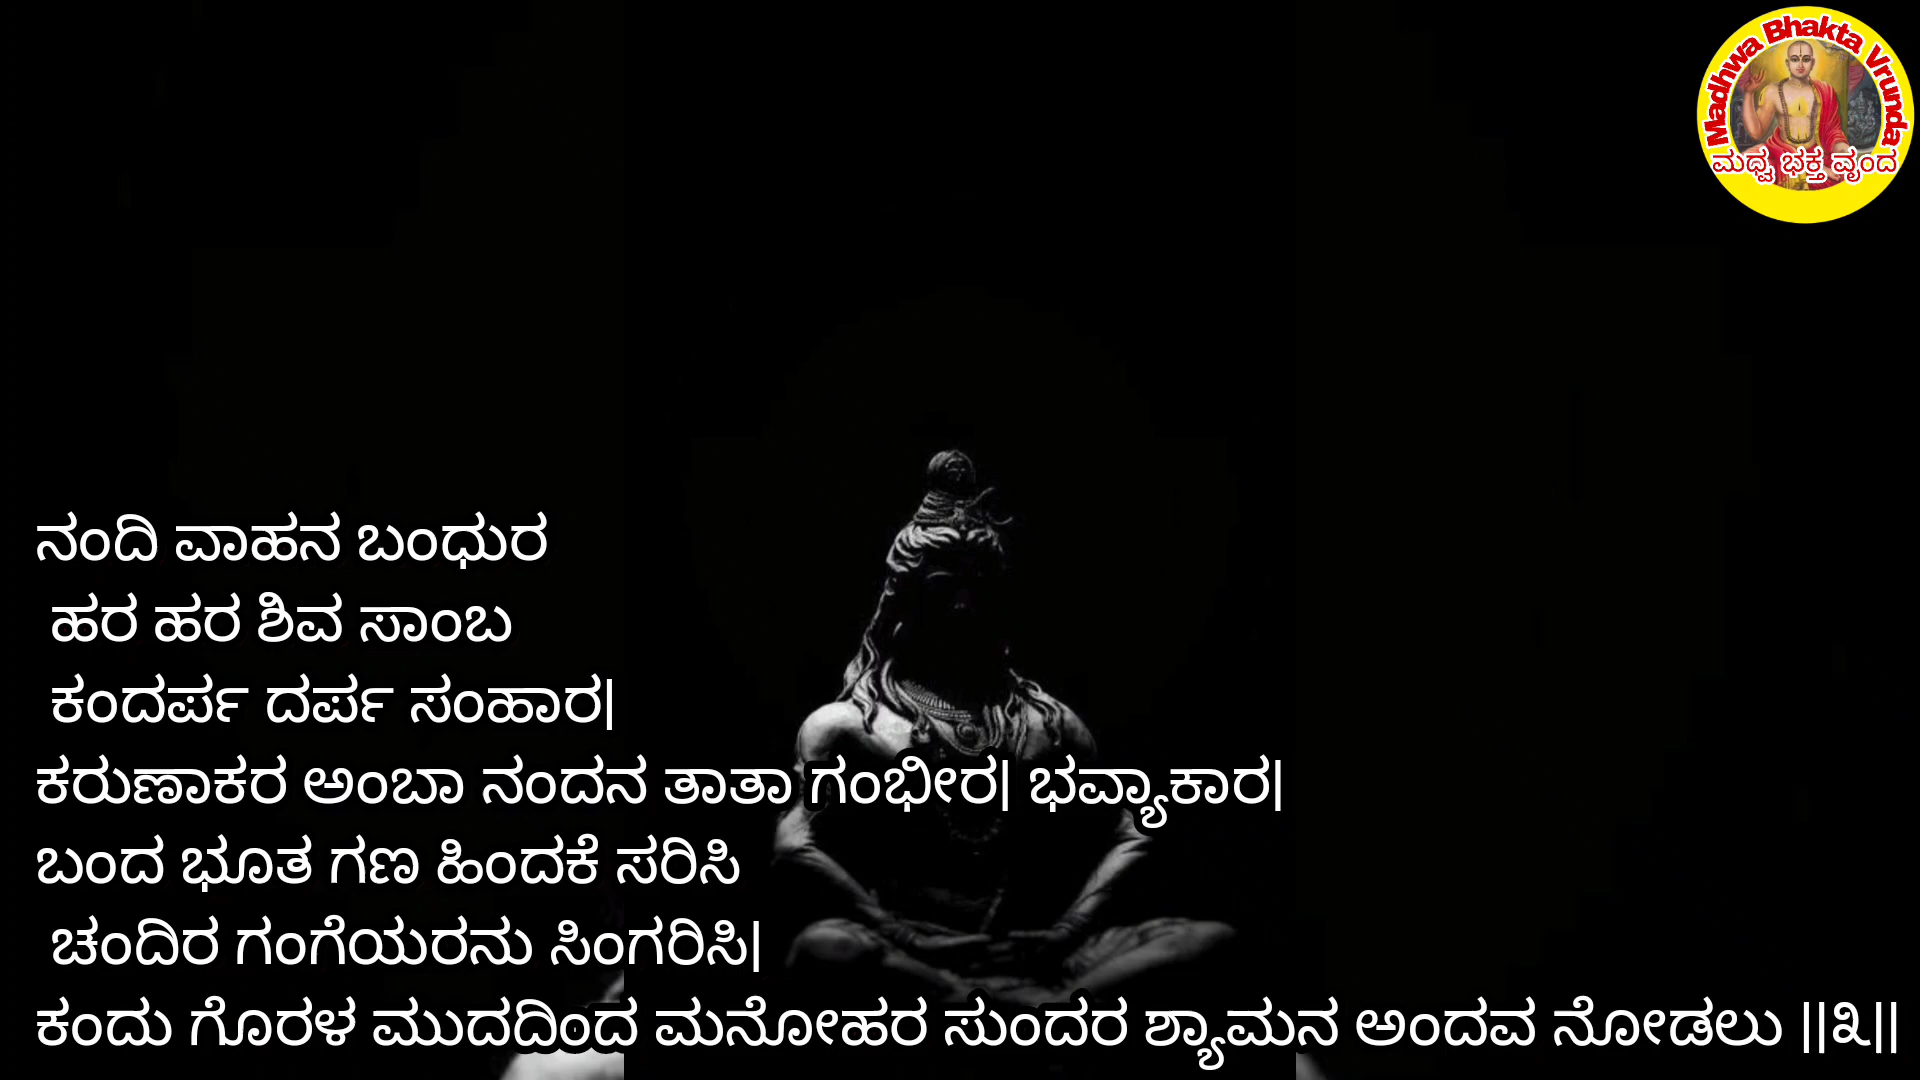 Madhwa Bhakta Vrunda
ಮಧ್ವ ಭಕ್ತ ವೃಂದ
ನಂದಿ ವಾಹನ ಬಂಧುರ
ಹರ ಹರ ಶಿವ ಸಾಂಬ
ಕಂದರ್ಪ ದರ್ಪ ಸಂಹಾರ|
ಕರುಣಾಕರ ಅಂಬಾ ನಂದನ ತಾತಾ ಗಂಭೀರ| ಭವ್ಯಾಕಾರ|
ಬಂದ ಭೂತ ಗಣ ಹಿಂದಕೆ ಸರಿಸಿ
ಚಂದಿರ ಗಂಗೆಯರನು ಸಿಂಗರಿಸಿ|
ಕಂದು ಗೊರಳ ಮುದದಿಂದ ಮನೋಹರ ಸುಂದರ ಶ್ಯಾಮನ ಅಂದವ ನೋಡಲು ||೩||